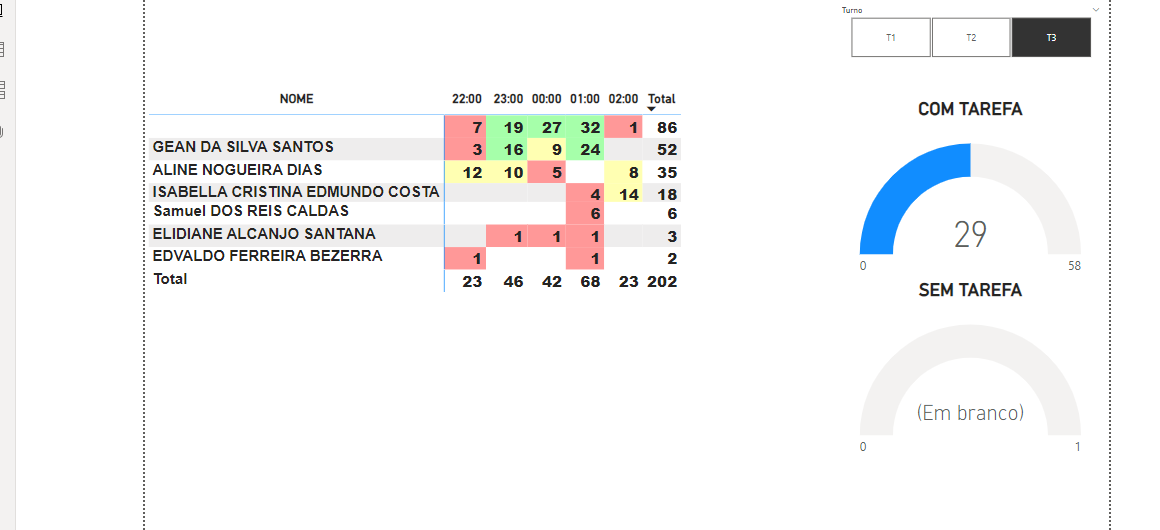 Turno
T1 T2 T3
NOME 22:00 23:00 00:00 01:00 02:00 Total
7 19 27 32 1 86
GEAN DA SILVA SANTOS 3 16 9 24 52
ALINE NOGUEIRA DIAS 12 10 5 8 35
ISABELLA CRISTINA EDMUNDO COSTA 4 14 18
Samuel DOS REIS CALDAS 6 6
ELIDIANE ALCANJO SANTANA 1 1 1 3
EDVALDO FERREIRA BEZERRA 1 1 2
Total 23 46 42 68 23 202
COM TAREFA
29
0 58
SEM TAREFA
(Em branco)
0 1